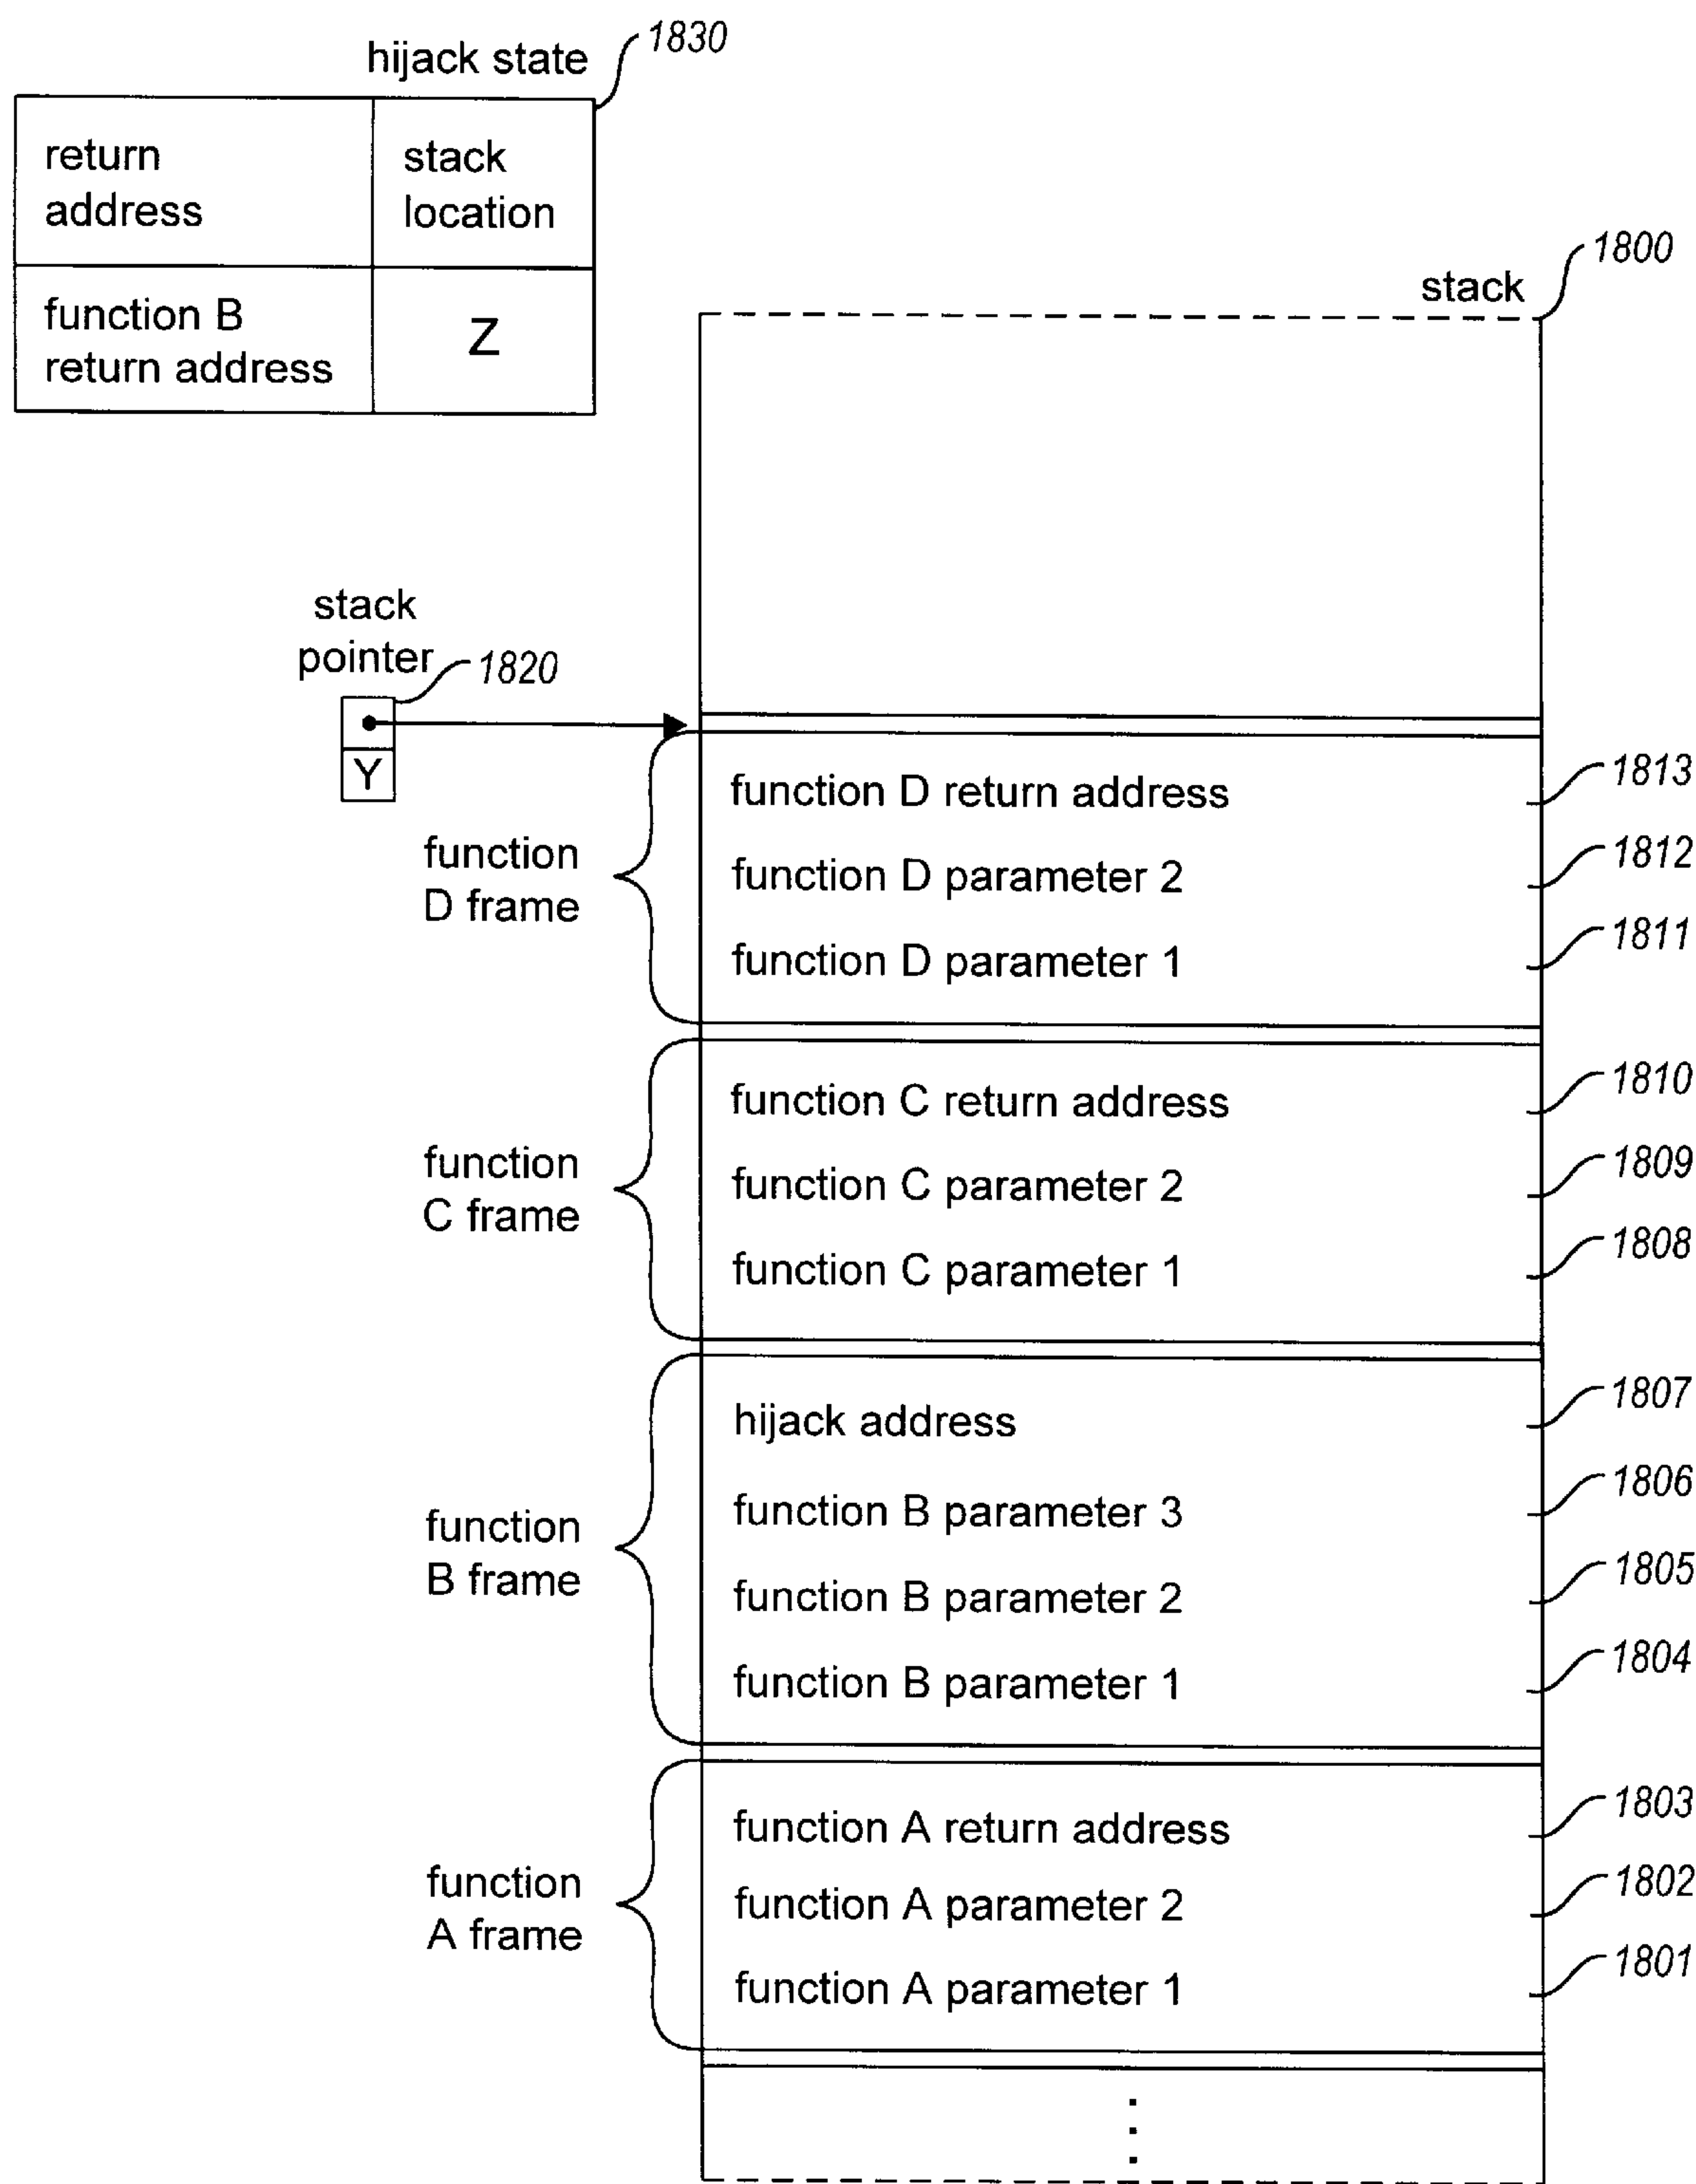 hijack state
1830
return
address
stack
location
function B
return address
Z
stack
1800
stack
pointer
1820
Y
function
D frame
function D return address
1813
function D parameter 2
1812
function D parameter 1
1811
function
C frame
function C return address
1810
function C parameter 2
1809
function C parameter 1
1808
function
B frame
hijack address
1807
function B parameter 3
1806
function B parameter 2
1805
function B parameter 1
1804
function
A frame
function A return address
1803
function A parameter 2
1802
function A parameter 1
1801